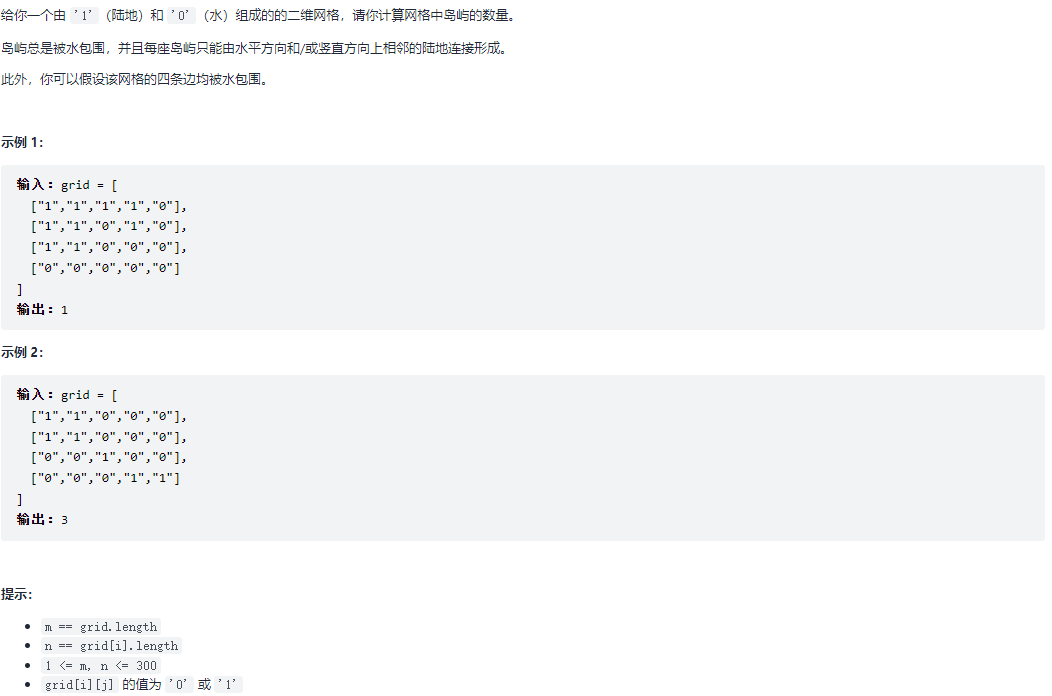 给你一个由 '1' （陆地）和 '0' （水）组成的的二维网格，请你计算网格中岛屿的数量。
岛屿总是被水包围，并且每座岛屿只能由水平方向和/或竖直方向上相邻的陆地连接形成。
此外，你可以假设该网格的四条边均被水包围。
示例 1：
输入：grid = [
["1","1","1","1","0"],
["1","1","0","1","0"],
["1","1","0","0","0"],
["0","0","0","0","0"]
]
输出：1
示例 2：
输入：grid = [
["1","1","0","0","0"],
["1","1","0","0","0"],
["0","0","1","0","0"],
["0","0","0","1","1"]
]
输出：3
提示：
• m == grid.length
• n == grid[i].length
• 1 <= m, n <= 300
• grid[i][j] 的值为 '0' 或 '1'